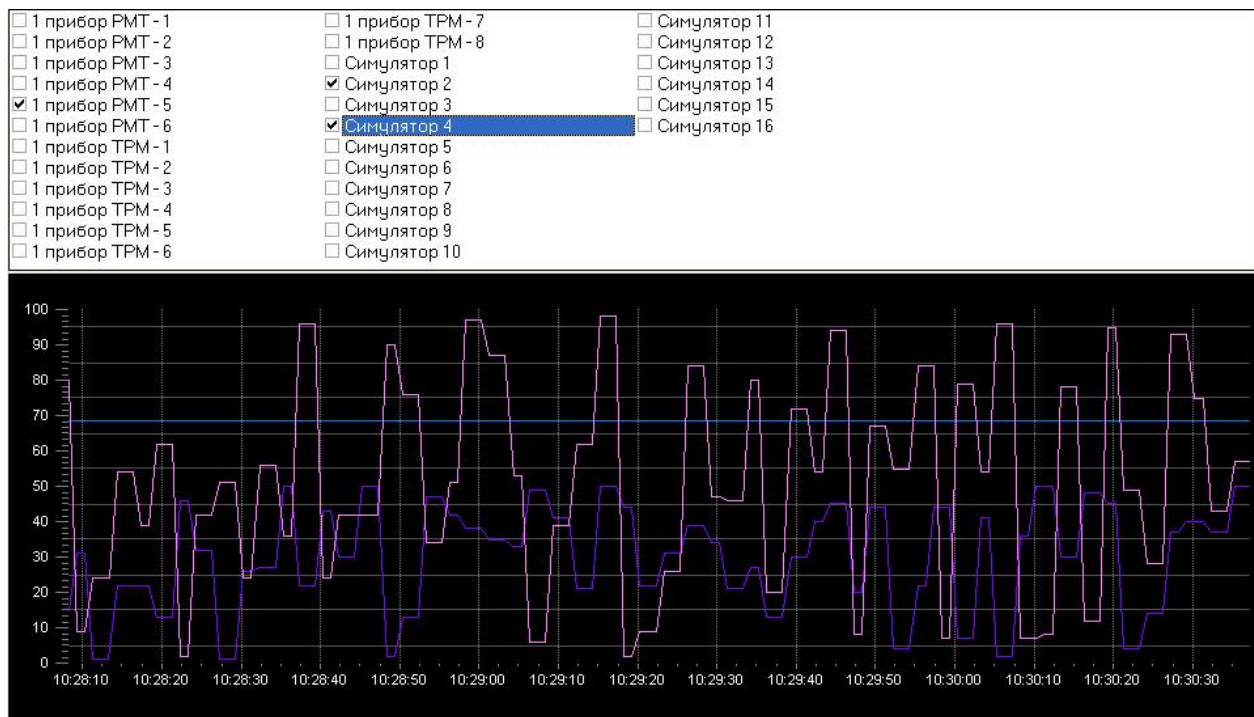 1 прибор РМТ - 1
1 прибор РМТ - 2
1 прибор РМТ - 3
1 прибор РМТ - 4
1 прибор РМТ - 5
1 прибор РМТ - 6
1 прибор ТРМ - 1
1 прибор ТРМ - 2
1 прибор ТРМ - 3
1 прибор ТРМ - 4
1 прибор ТРМ - 5
1 прибор ТРМ - 6
1 прибор ТРМ - 7
1 прибор ТРМ - 8
Симулятор 1
Симулятор 2
Симулятор 3
Симулятор 4
Симулятор 5
Симулятор 6
Симулятор 7
Симулятор 8
Симулятор 9
Симулятор 10
Симулятор 11
Симулятор 12
Симулятор 13
Симулятор 14
Симулятор 15
Симулятор 16
100
90
80
70
60
50
40
30
20
10
0
10:28:10 10:28:20 10:28:30 10:28:40 10:28:50 10:29:00 10:29:10 10:29:20 10:29:30 10:29:40 10:29:50 10:30:00 10:30:10 10:30:20 10:30:30